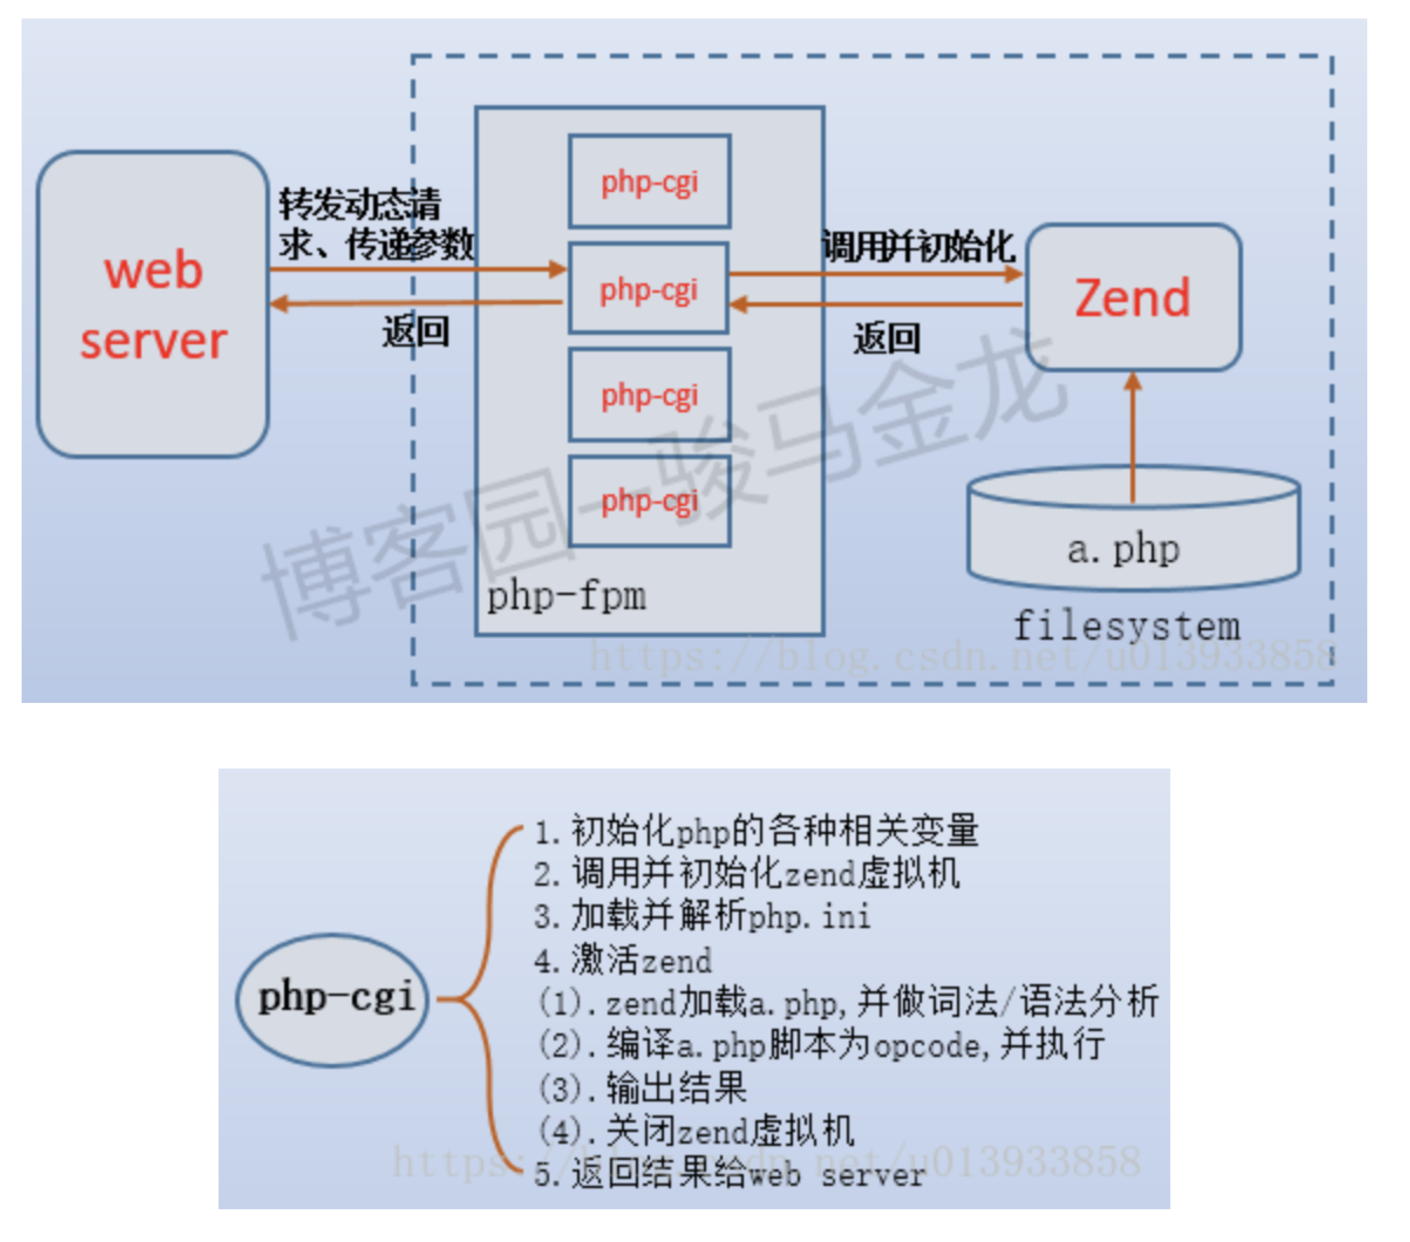 web
server
转发动态请
求、传递参数
返回
php-cgi
php-cgi
php-cgi
php-cgi
php-fpm
调用并初始化
返回
Zend
a.php
filesystem
博客园—骏马金龙
https://blog.csdn.net/u013933858
php-cgi
1.初始化php的各种相关变量
2.调用并初始化zend虚拟机
3.加载并解析php.ini
4.激活zend
(1).zend加载a.php,并做词法/语法分析
(2).编译a.php脚本为opcode,并执行
(3).输出结果
(4).关闭zend虚拟机
5.返回结果给web server
https://blog.csdn.net/u013933858